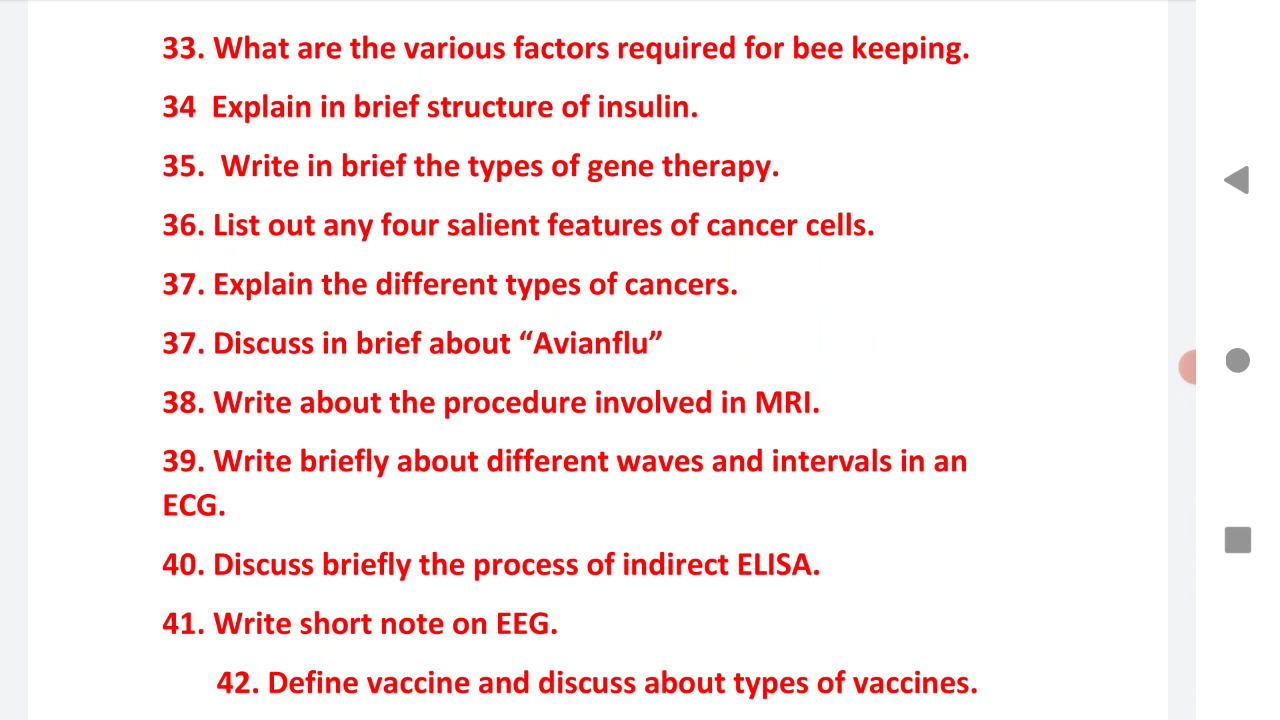 33. What are the various factors required for bee keeping.
34  Explain in brief structure of insulin.
35.  Write in brief the types of gene therapy.
36. List out any four salient features of cancer cells.
37. Explain the different types of cancers.
37. Discuss in brief about “Avianflu”
38. Write about the procedure involved in MRI.
39. Write briefly about different waves and intervals in an
ECG.
40. Discuss briefly the process of indirect ELISA.
41. Write short note on EEG.
42. Define vaccine and discuss about types of vaccines.